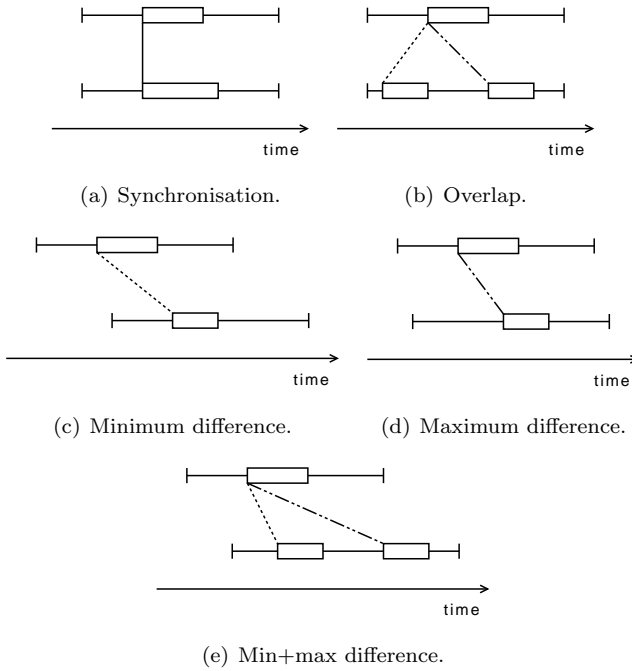 time
time
(a) Synchronisation.
(b) Overlap.
time
time
(c) Minimum difference.
(d) Maximum difference.
time
(e) Min+max difference.